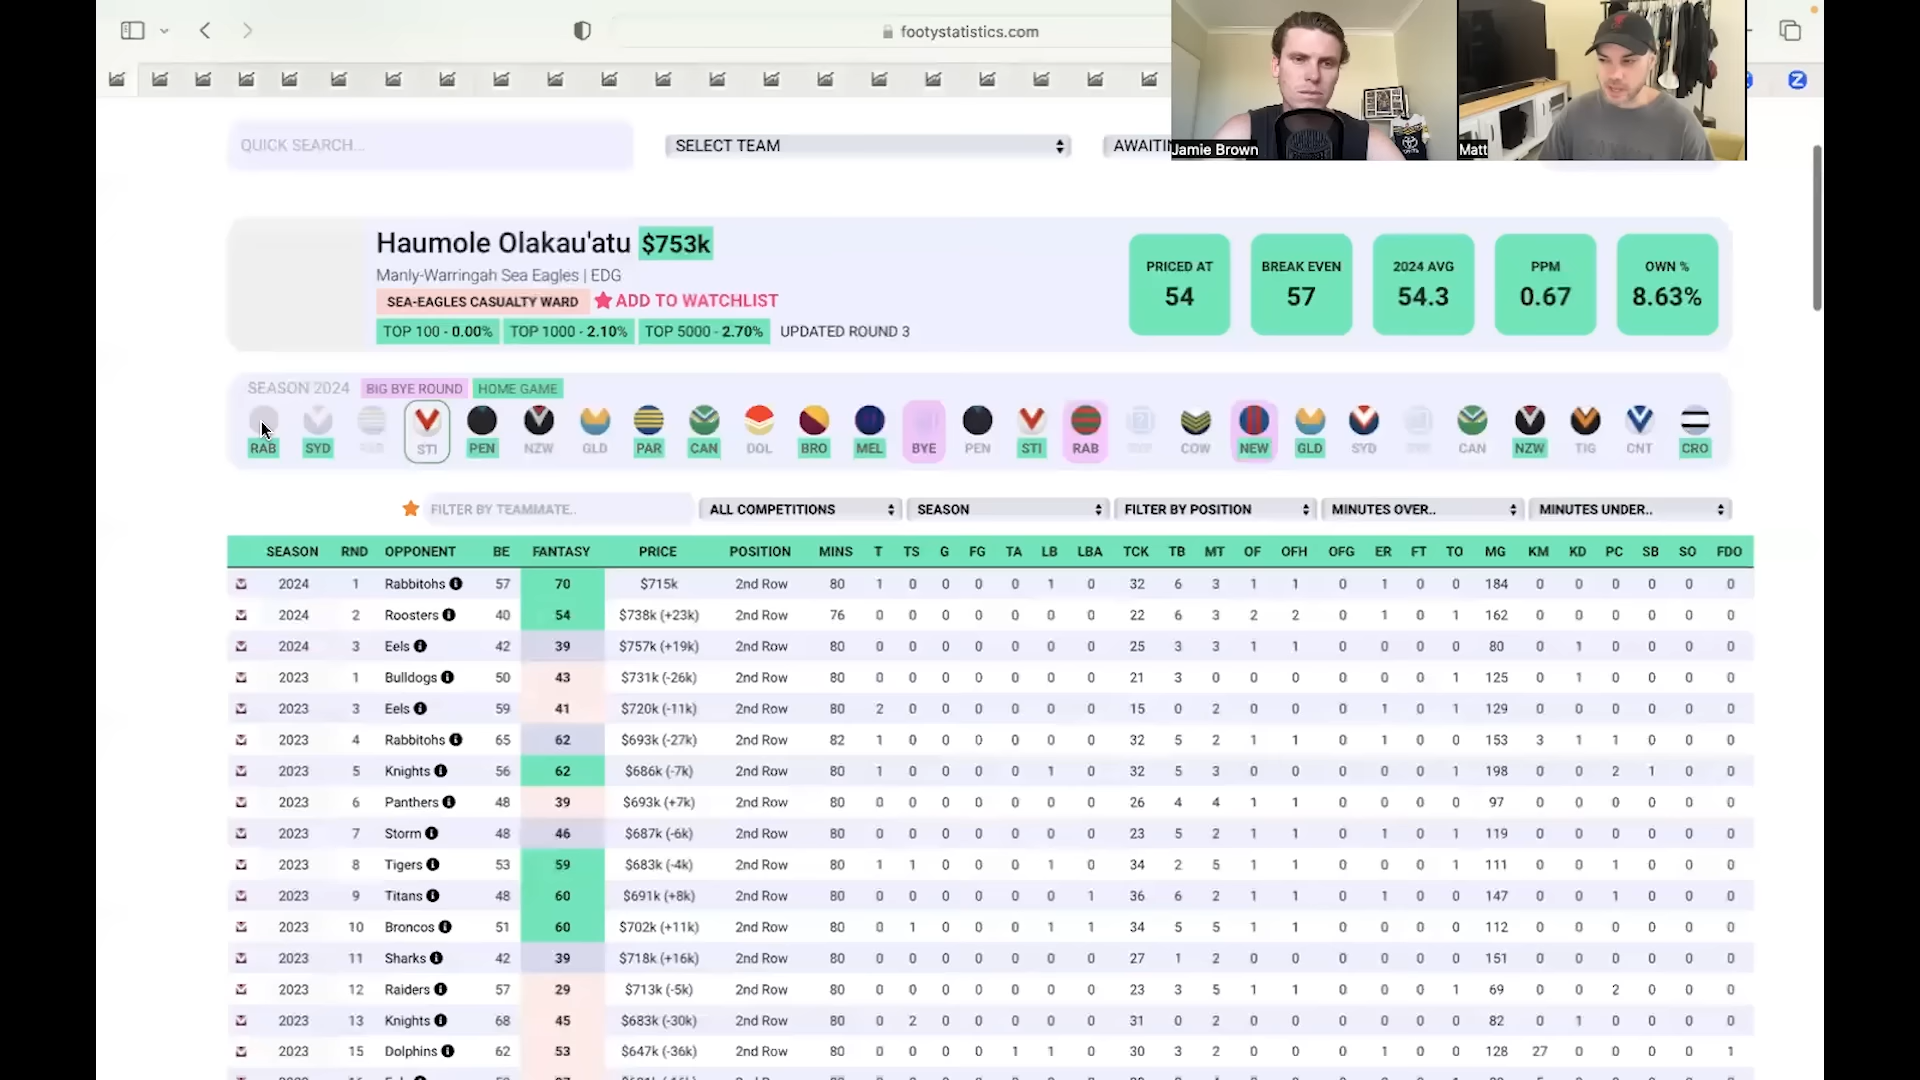 footystatistics.com
QUICK SEARCH...
SELECT TEAM
AWAITIN
Jamie Brown
Matt
Haumole Olakau'atu $753k
Manly-Warringah Sea Eagles | EDG
SEA-EAGLES CASUALTY WARD ADD TO WATCHLIST
TOP 100 - 0.00% TOP 1000 - 2.10% TOP 5000 - 2.70% UPDATED ROUND 3
PRICED AT BREAK EVEN 2024 AVG PPM OWN %
54 57 54.3 0.67 8.63%
SEASON 2024 BIG BYE ROUND HOME GAME
RAB SYD STI PEN NZW GLD PAR CAN DOL BRO MEL BYE PEN STI RAB COW NEW GLD SYD CAN NZW TIG CNT CRO
FILTER BY TEAMMATE.. ALL COMPETITIONS SEASON FILTER BY POSITION MINUTES OVER.. MINUTES UNDER..
SEASON RND OPPONENT BE FANTASY PRICE POSITION MINS T TS G FG TA LB LBA TCK TB MT OF OFH OFG ER FT TO MG KM KD PC SB SO FDO
2024 1 Rabbitohs 57 70 $715k 2nd Row 80 1 0 0 0 0 1 0 32 6 3 1 1 0 1 0 0 184 0 0 0 0 0 0
2024 2 Roosters 40 54 $738k (+23k) 2nd Row 76 0 0 0 0 0 0 0 22 6 3 2 2 0 1 0 1 162 0 0 0 0 0 0
2024 3 Eels 42 39 $757k (+19k) 2nd Row 80 0 0 0 0 0 0 0 25 3 3 1 1 0 0 0 0 80 0 1 0 0 0 0
2023 1 Bulldogs 50 43 $731k (-26k) 2nd Row 80 0 0 0 0 0 0 0 21 3 0 0 0 0 0 0 1 125 0 1 0 0 0 0
2023 3 Eels 59 41 $720k (-11k) 2nd Row 80 2 0 0 0 0 0 0 15 0 2 0 0 0 1 0 1 129 0 0 0 0 0 0
2023 4 Rabbitohs 65 62 $693k (-27k) 2nd Row 82 1 0 0 0 0 0 0 32 5 2 1 1 0 1 0 0 153 3 1 1 0 0 0
2023 5 Knights 56 62 $686k (-7k) 2nd Row 80 1 0 0 0 0 1 0 32 5 3 0 0 0 0 0 1 198 0 0 2 1 0 0
2023 6 Panthers 48 39 $693k (+7k) 2nd Row 80 0 0 0 0 0 0 0 26 4 4 1 1 0 0 0 0 97 0 0 0 0 0 0
2023 7 Storm 48 46 $687k (-6k) 2nd Row 80 0 0 0 0 0 0 0 23 5 2 1 1 0 1 0 1 119 0 0 0 0 0 0
2023 8 Tigers 53 59 $683k (-4k) 2nd Row 80 1 1 0 0 0 1 0 34 2 5 1 1 0 0 0 1 111 0 0 1 0 0 0
2023 9 Titans 48 60 $691k (+8k) 2nd Row 80 0 0 0 0 0 0 1 36 6 2 1 1 0 1 0 0 147 0 0 1 0 0 0
2023 10 Broncos 51 60 $702k (+11k) 2nd Row 80 0 1 0 0 0 1 1 34 5 5 1 1 0 0 0 0 112 0 0 0 0 0 0
2023 11 Sharks 42 39 $718k (+16k) 2nd Row 80 0 0 0 0 0 0 0 27 1 2 0 0 0 0 0 0 151 0 0 0 0 0 0
2023 12 Raiders 57 29 $713k (-5k) 2nd Row 80 0 0 0 0 0 0 0 23 3 5 1 1 0 0 0 1 69 0 0 2 0 0 0
2023 13 Knights 68 45 $683k (-30k) 2nd Row 80 0 2 0 0 0 0 0 31 0 2 0 0 0 0 0 0 82 0 1 0 0 0 0
2023 15 Dolphins 62 53 $647k (-36k) 2nd Row 80 0 0 0 0 1 1 0 30 3 2 0 0 0 1 0 0 128 27 0 0 0 0 1